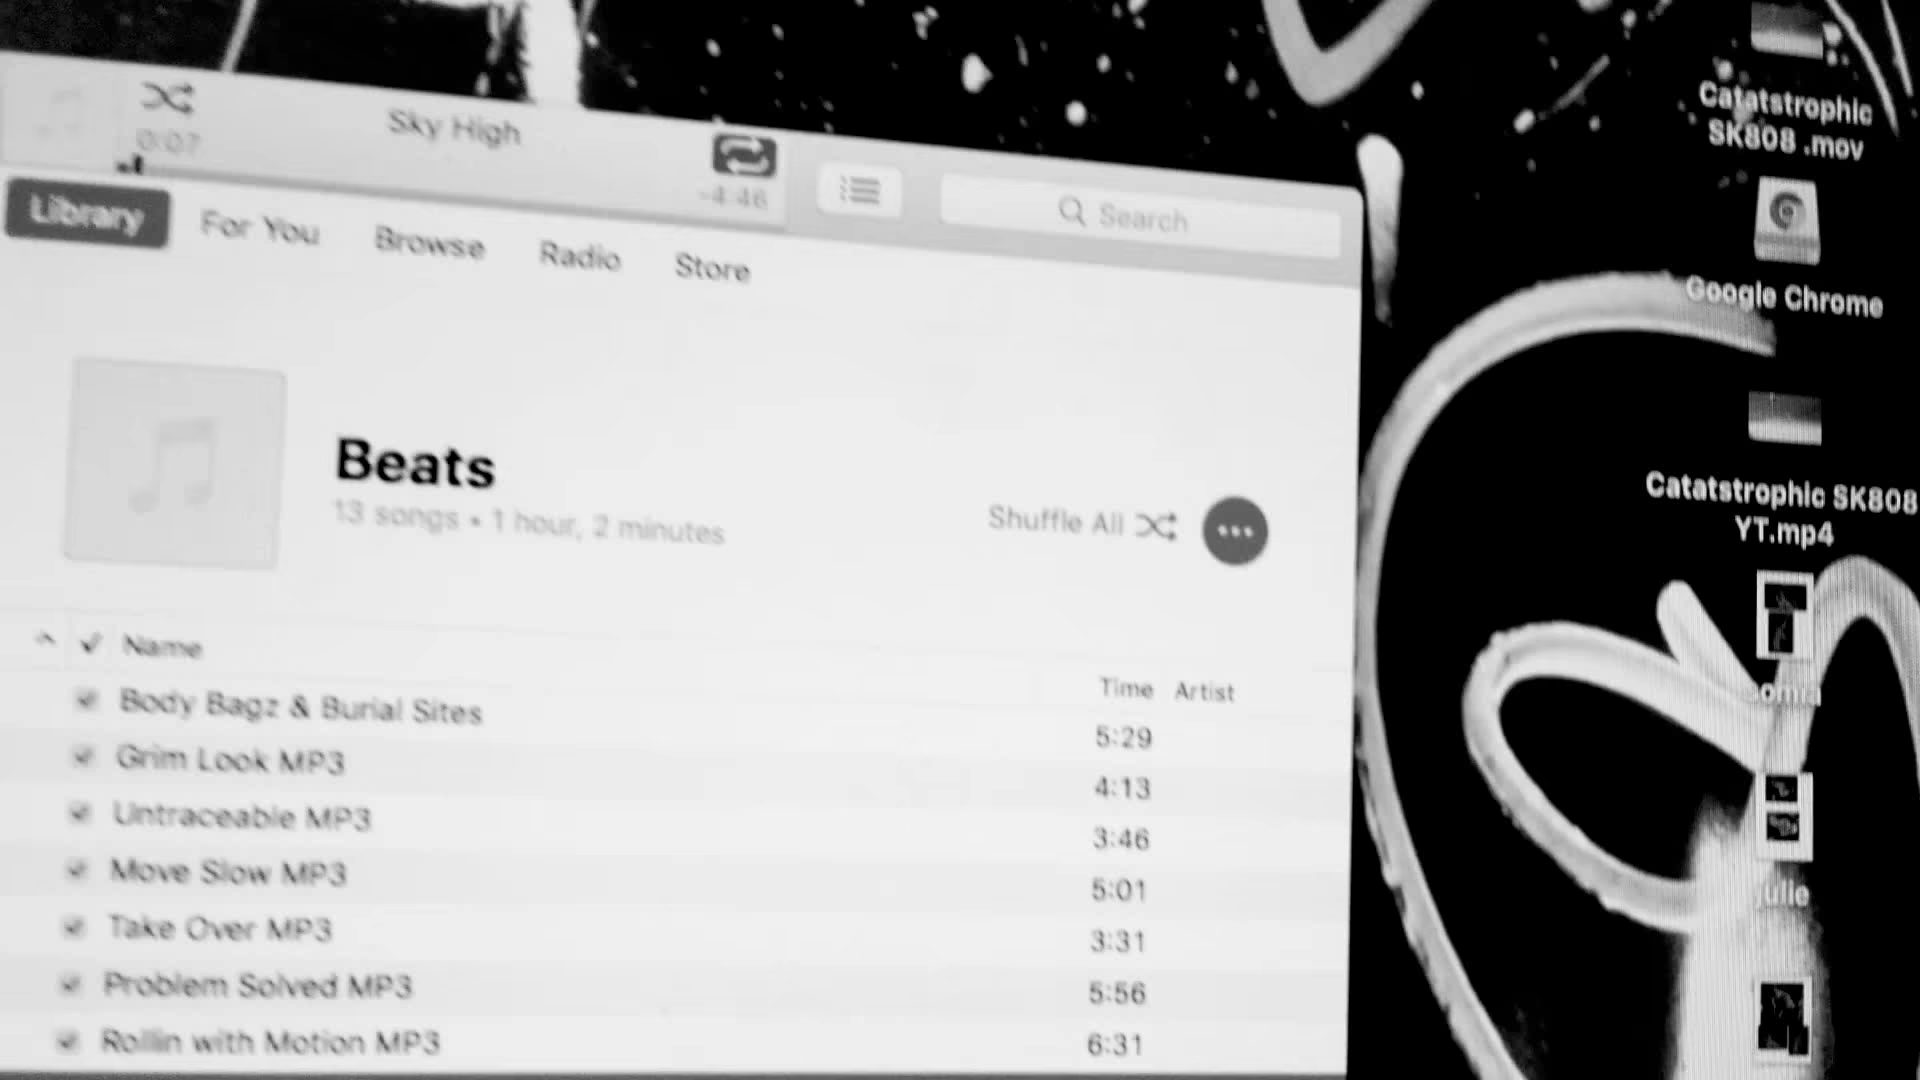 Sky High
0:07
-4:46
Search
Library For You Browse Radio Store
Beats
13 songs • 1 hour, 2 minutes
Shuffle All
Name Time Artist
Body Bagz & Burial Sites 5:29
Grim Look MP3 4:13
Untraceable MP3 3:46
Move Slow MP3 5:01
Take Over MP3 3:31
Problem Solved MP3 5:56
Rollin with Motion MP3 6:31
Catatstrophic
SK808 .mov
Google Chrome
Catatstrophic SK808
YT.mp4
julie